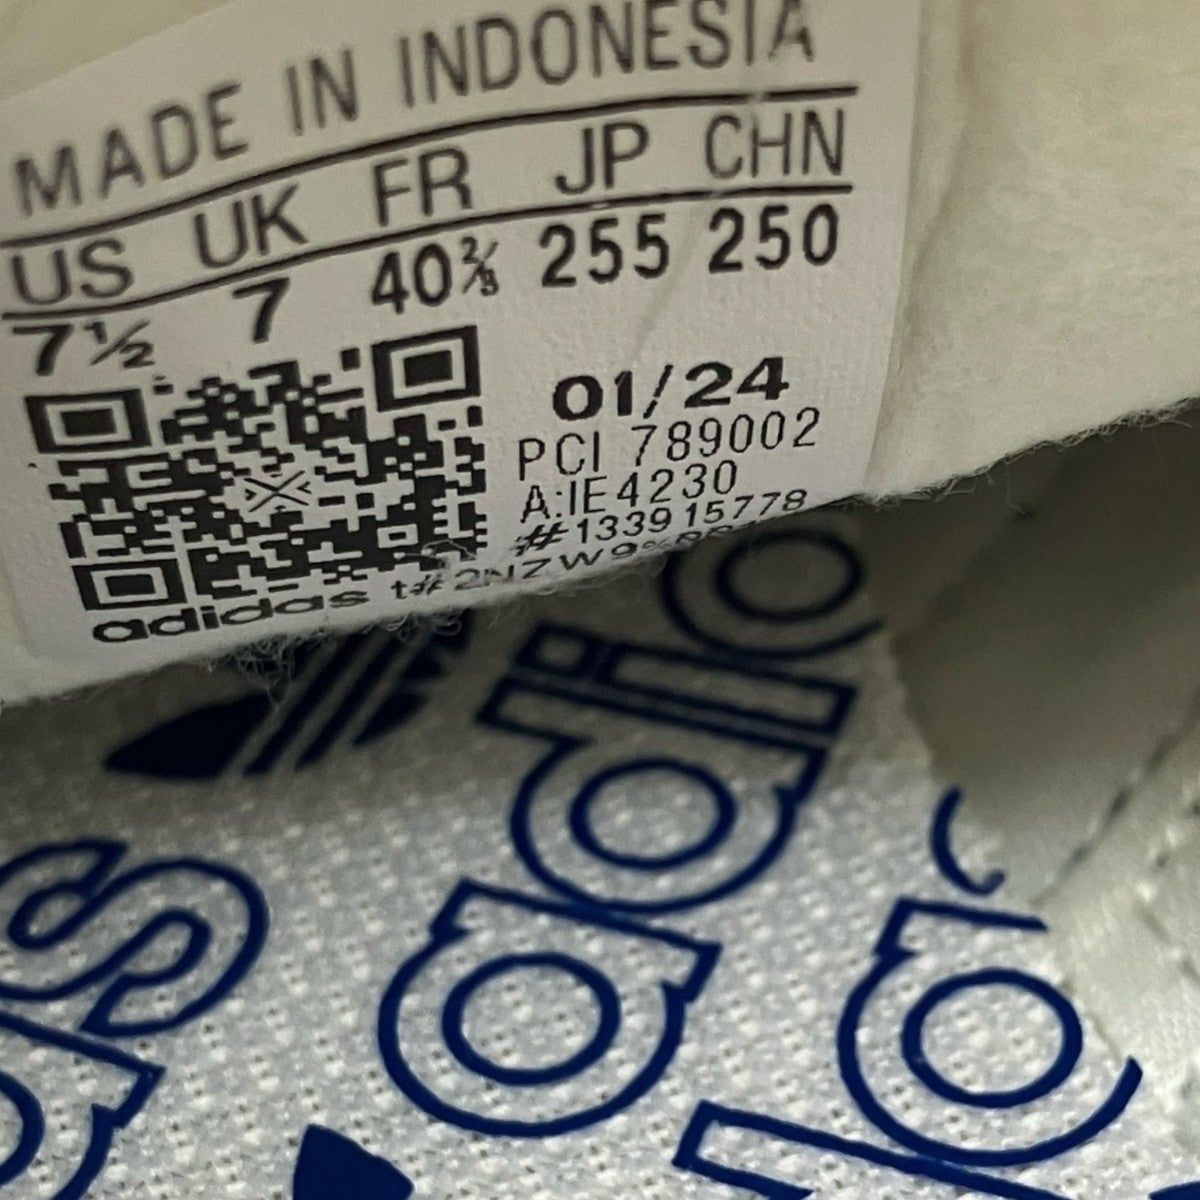 MADE IN INDONESIA
US UK FR JP CHN
7½ 7 40⅔ 255 250
01/24
PCI 789002
A:IE4230
#133915778
adidas
adidas